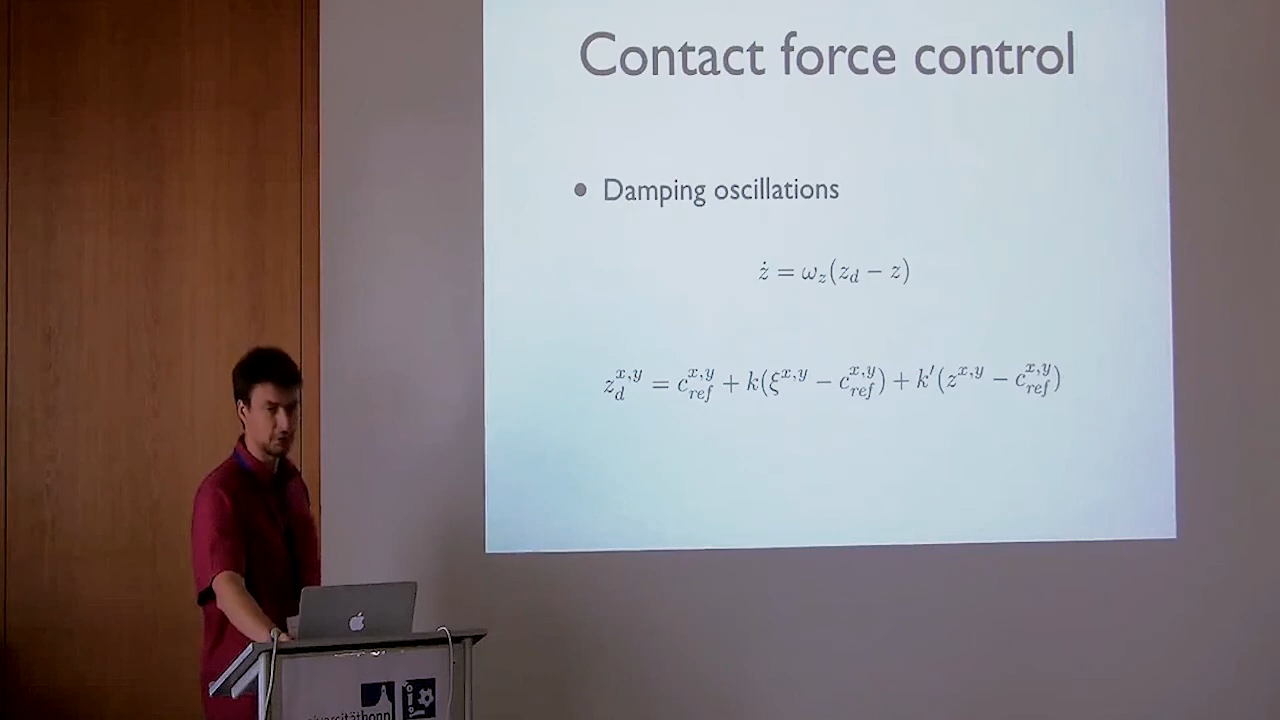 Contact force control
• Damping oscillations
ż = ω_z(z_d − z)
z_d^{x,y} = c_{ref}^{x,y} + k(ξ^{x,y} − c_{ref}^{x,y}) + k′(z^{x,y} − c_{ref}^{x,y})